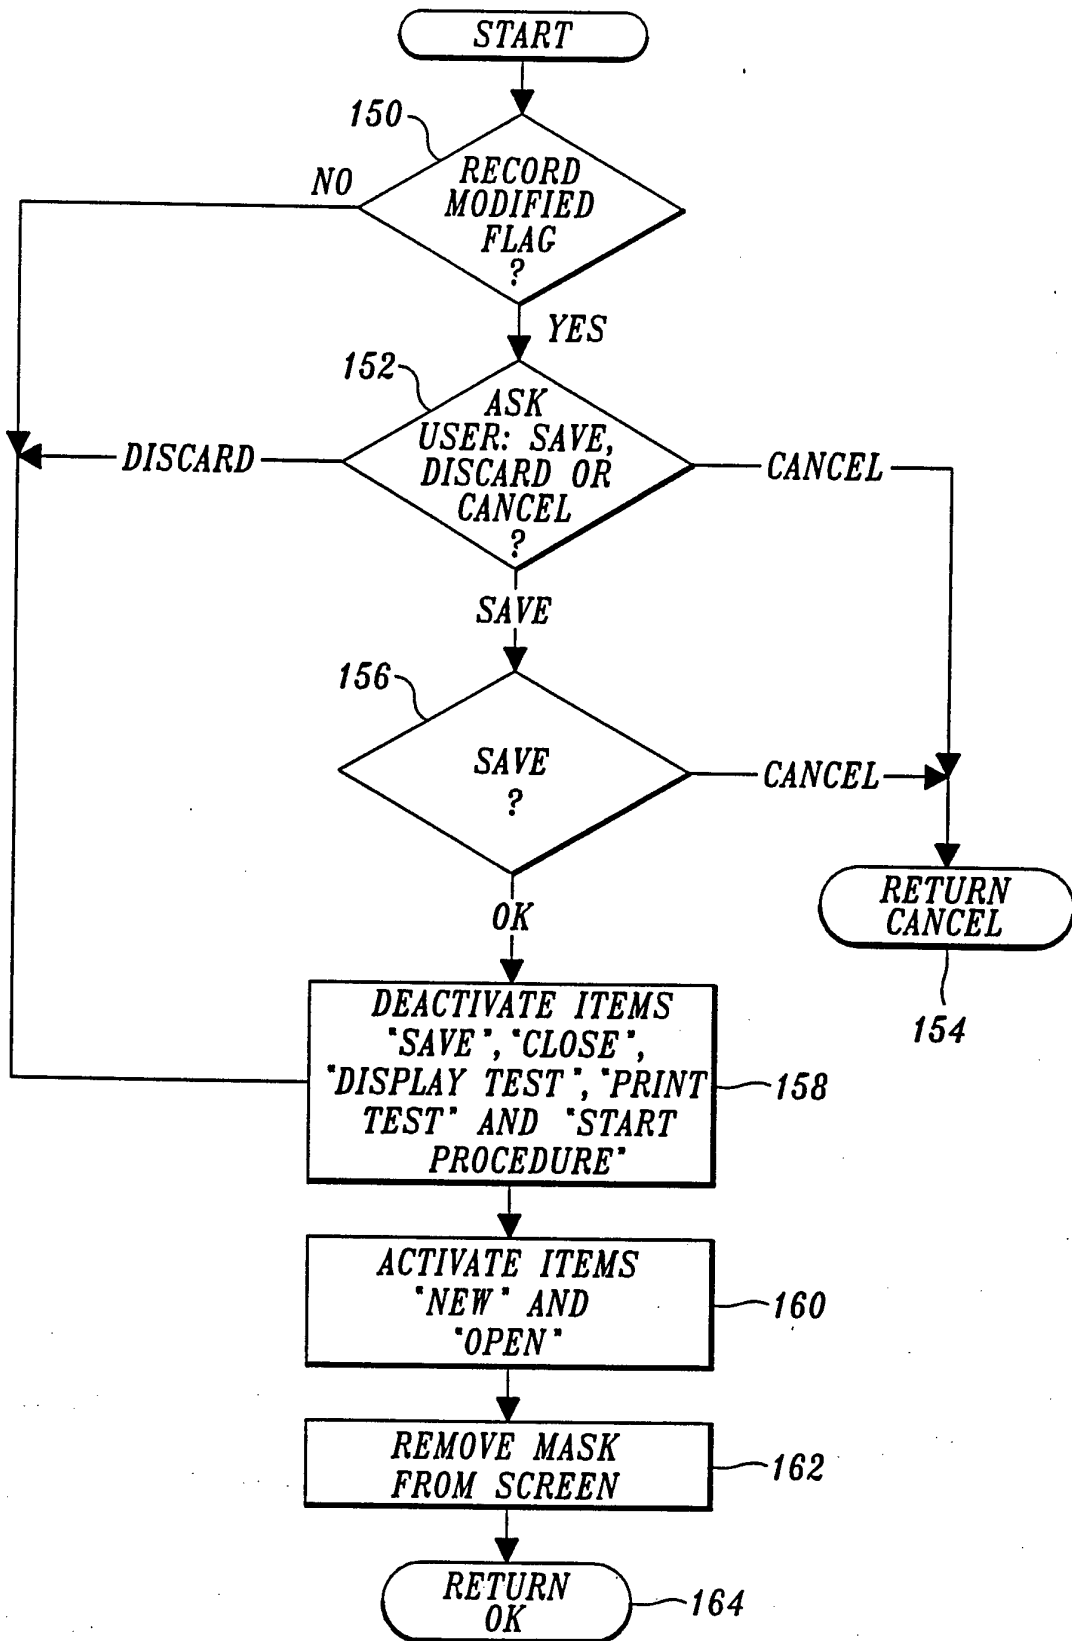 START
150
RECORD
MODIFIED
FLAG
?
NO
YES
152
ASK
USER: SAVE,
DISCARD OR
CANCEL
?
DISCARD
CANCEL
SAVE
156
SAVE
?
CANCEL
OK
RETURN
CANCEL
154
DEACTIVATE ITEMS
"SAVE", "CLOSE",
"DISPLAY TEST", "PRINT
TEST" AND "START
PROCEDURE"
158
ACTIVATE ITEMS
"NEW" AND
"OPEN"
160
REMOVE MASK
FROM SCREEN
162
RETURN
OK
164